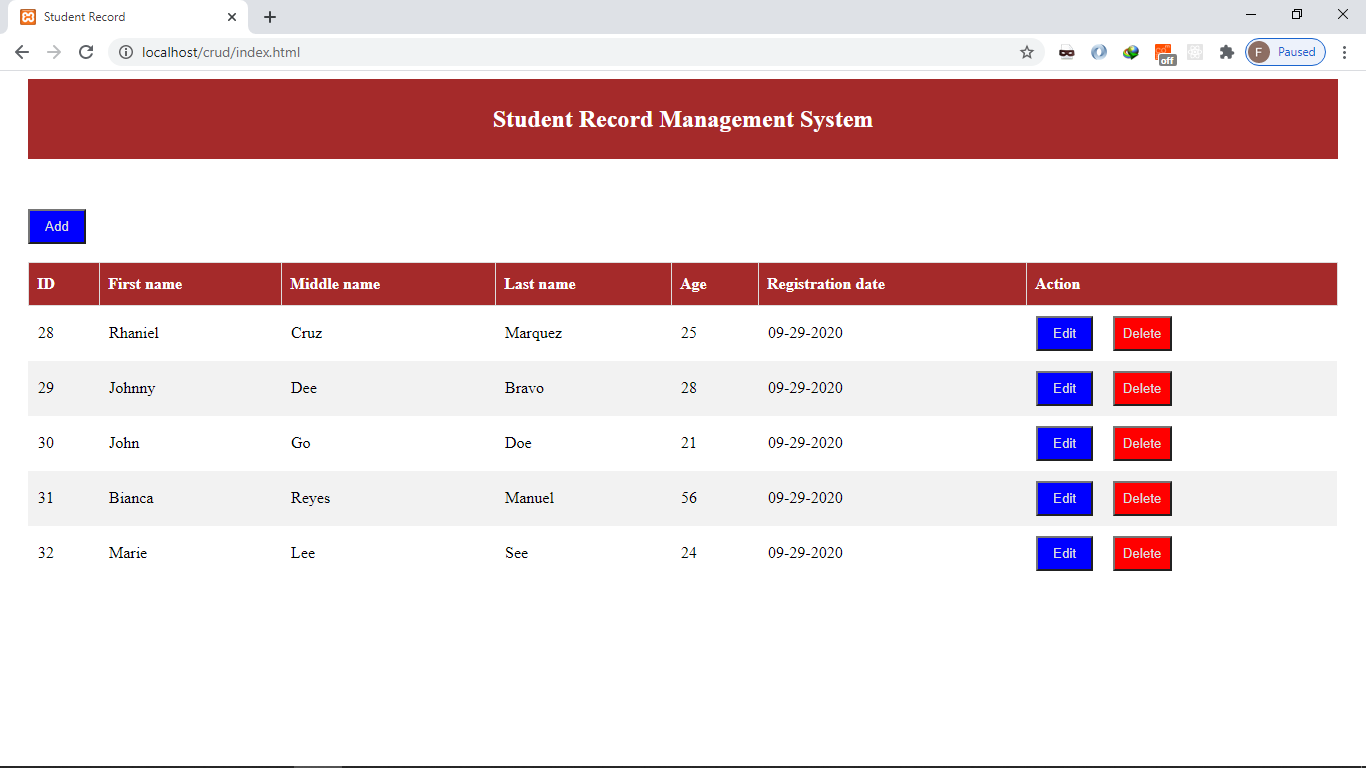 Student Record
localhost/crud/index.html
off
F Paused
Student Record Management System
Add
ID First name Middle name Last name Age Registration date Action
28 Rhaniel Cruz Marquez 25 09-29-2020 Edit Delete
29 Johnny Dee Bravo 28 09-29-2020 Edit Delete
30 John Go Doe 21 09-29-2020 Edit Delete
31 Bianca Reyes Manuel 56 09-29-2020 Edit Delete
32 Marie Lee See 24 09-29-2020 Edit Delete